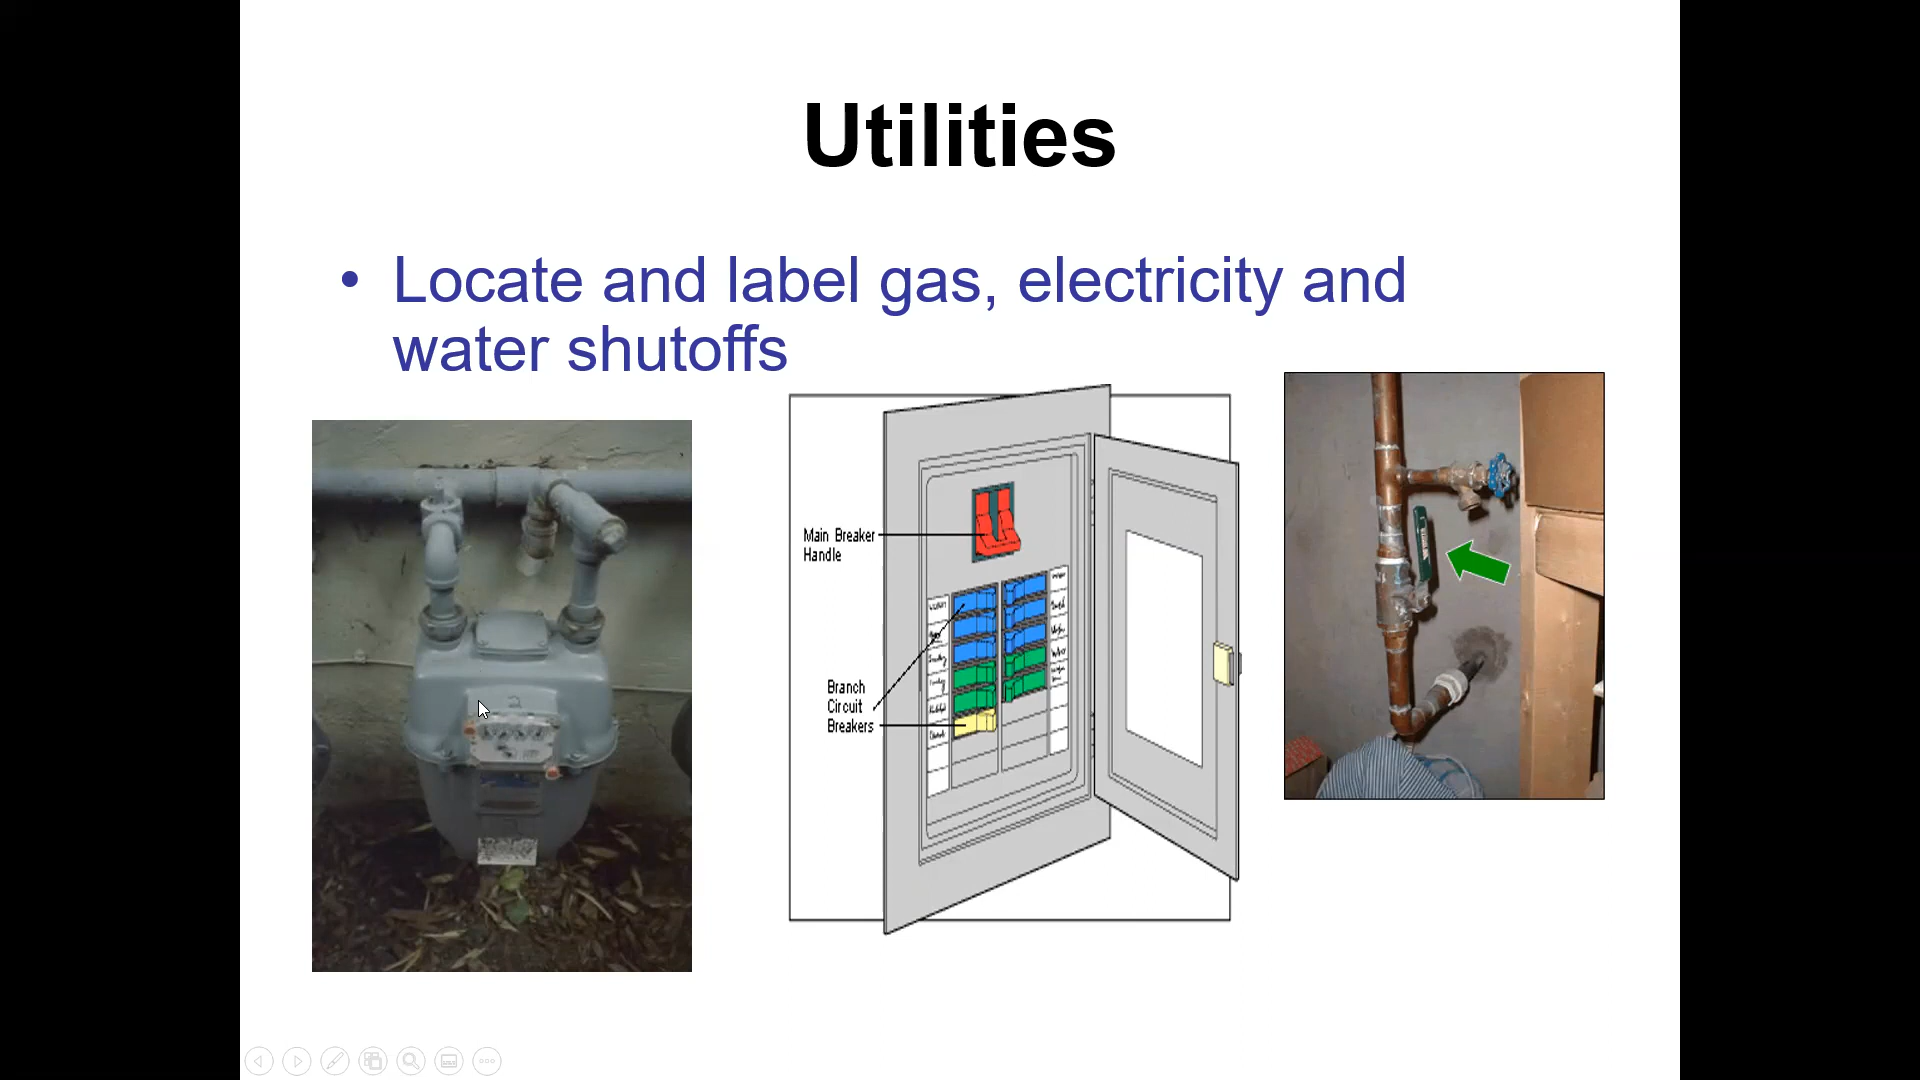 Utilities
• Locate and label gas, electricity and
water shutoffs
Main Breaker
Handle
Branch
Circuit
Breakers